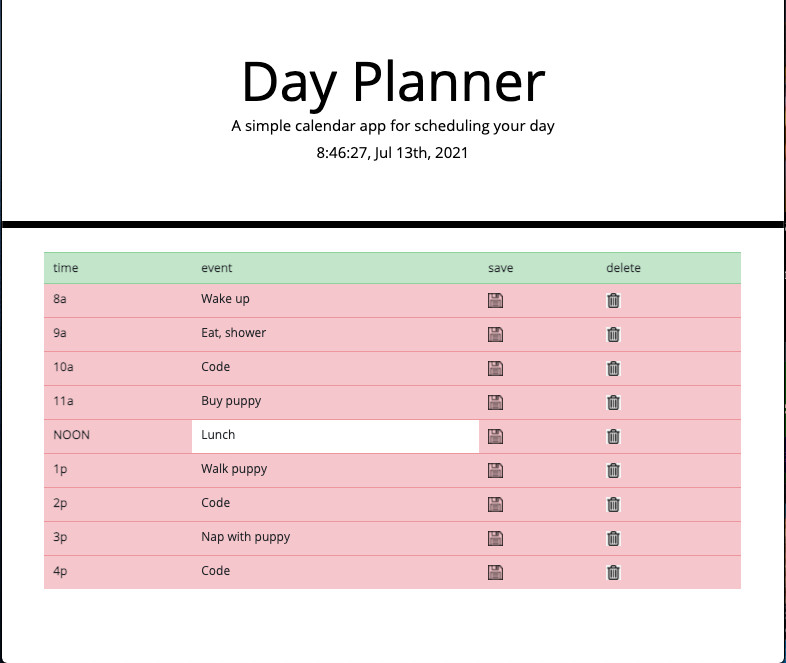 Day Planner
A simple calendar app for scheduling your day
8:46:27, Jul 13th, 2021
time event save delete
8a Wake up
9a Eat, shower
10a Code
11a Buy puppy
NOON Lunch
1p Walk puppy
2p Code
3p Nap with puppy
4p Code